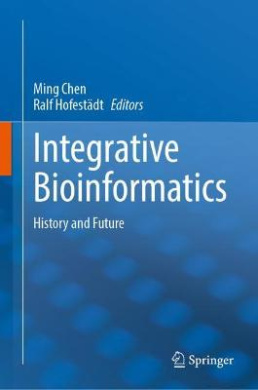 Ming Chen
Ralf Hofestädt Editors
Integrative
Bioinformatics
History and Future
Springer